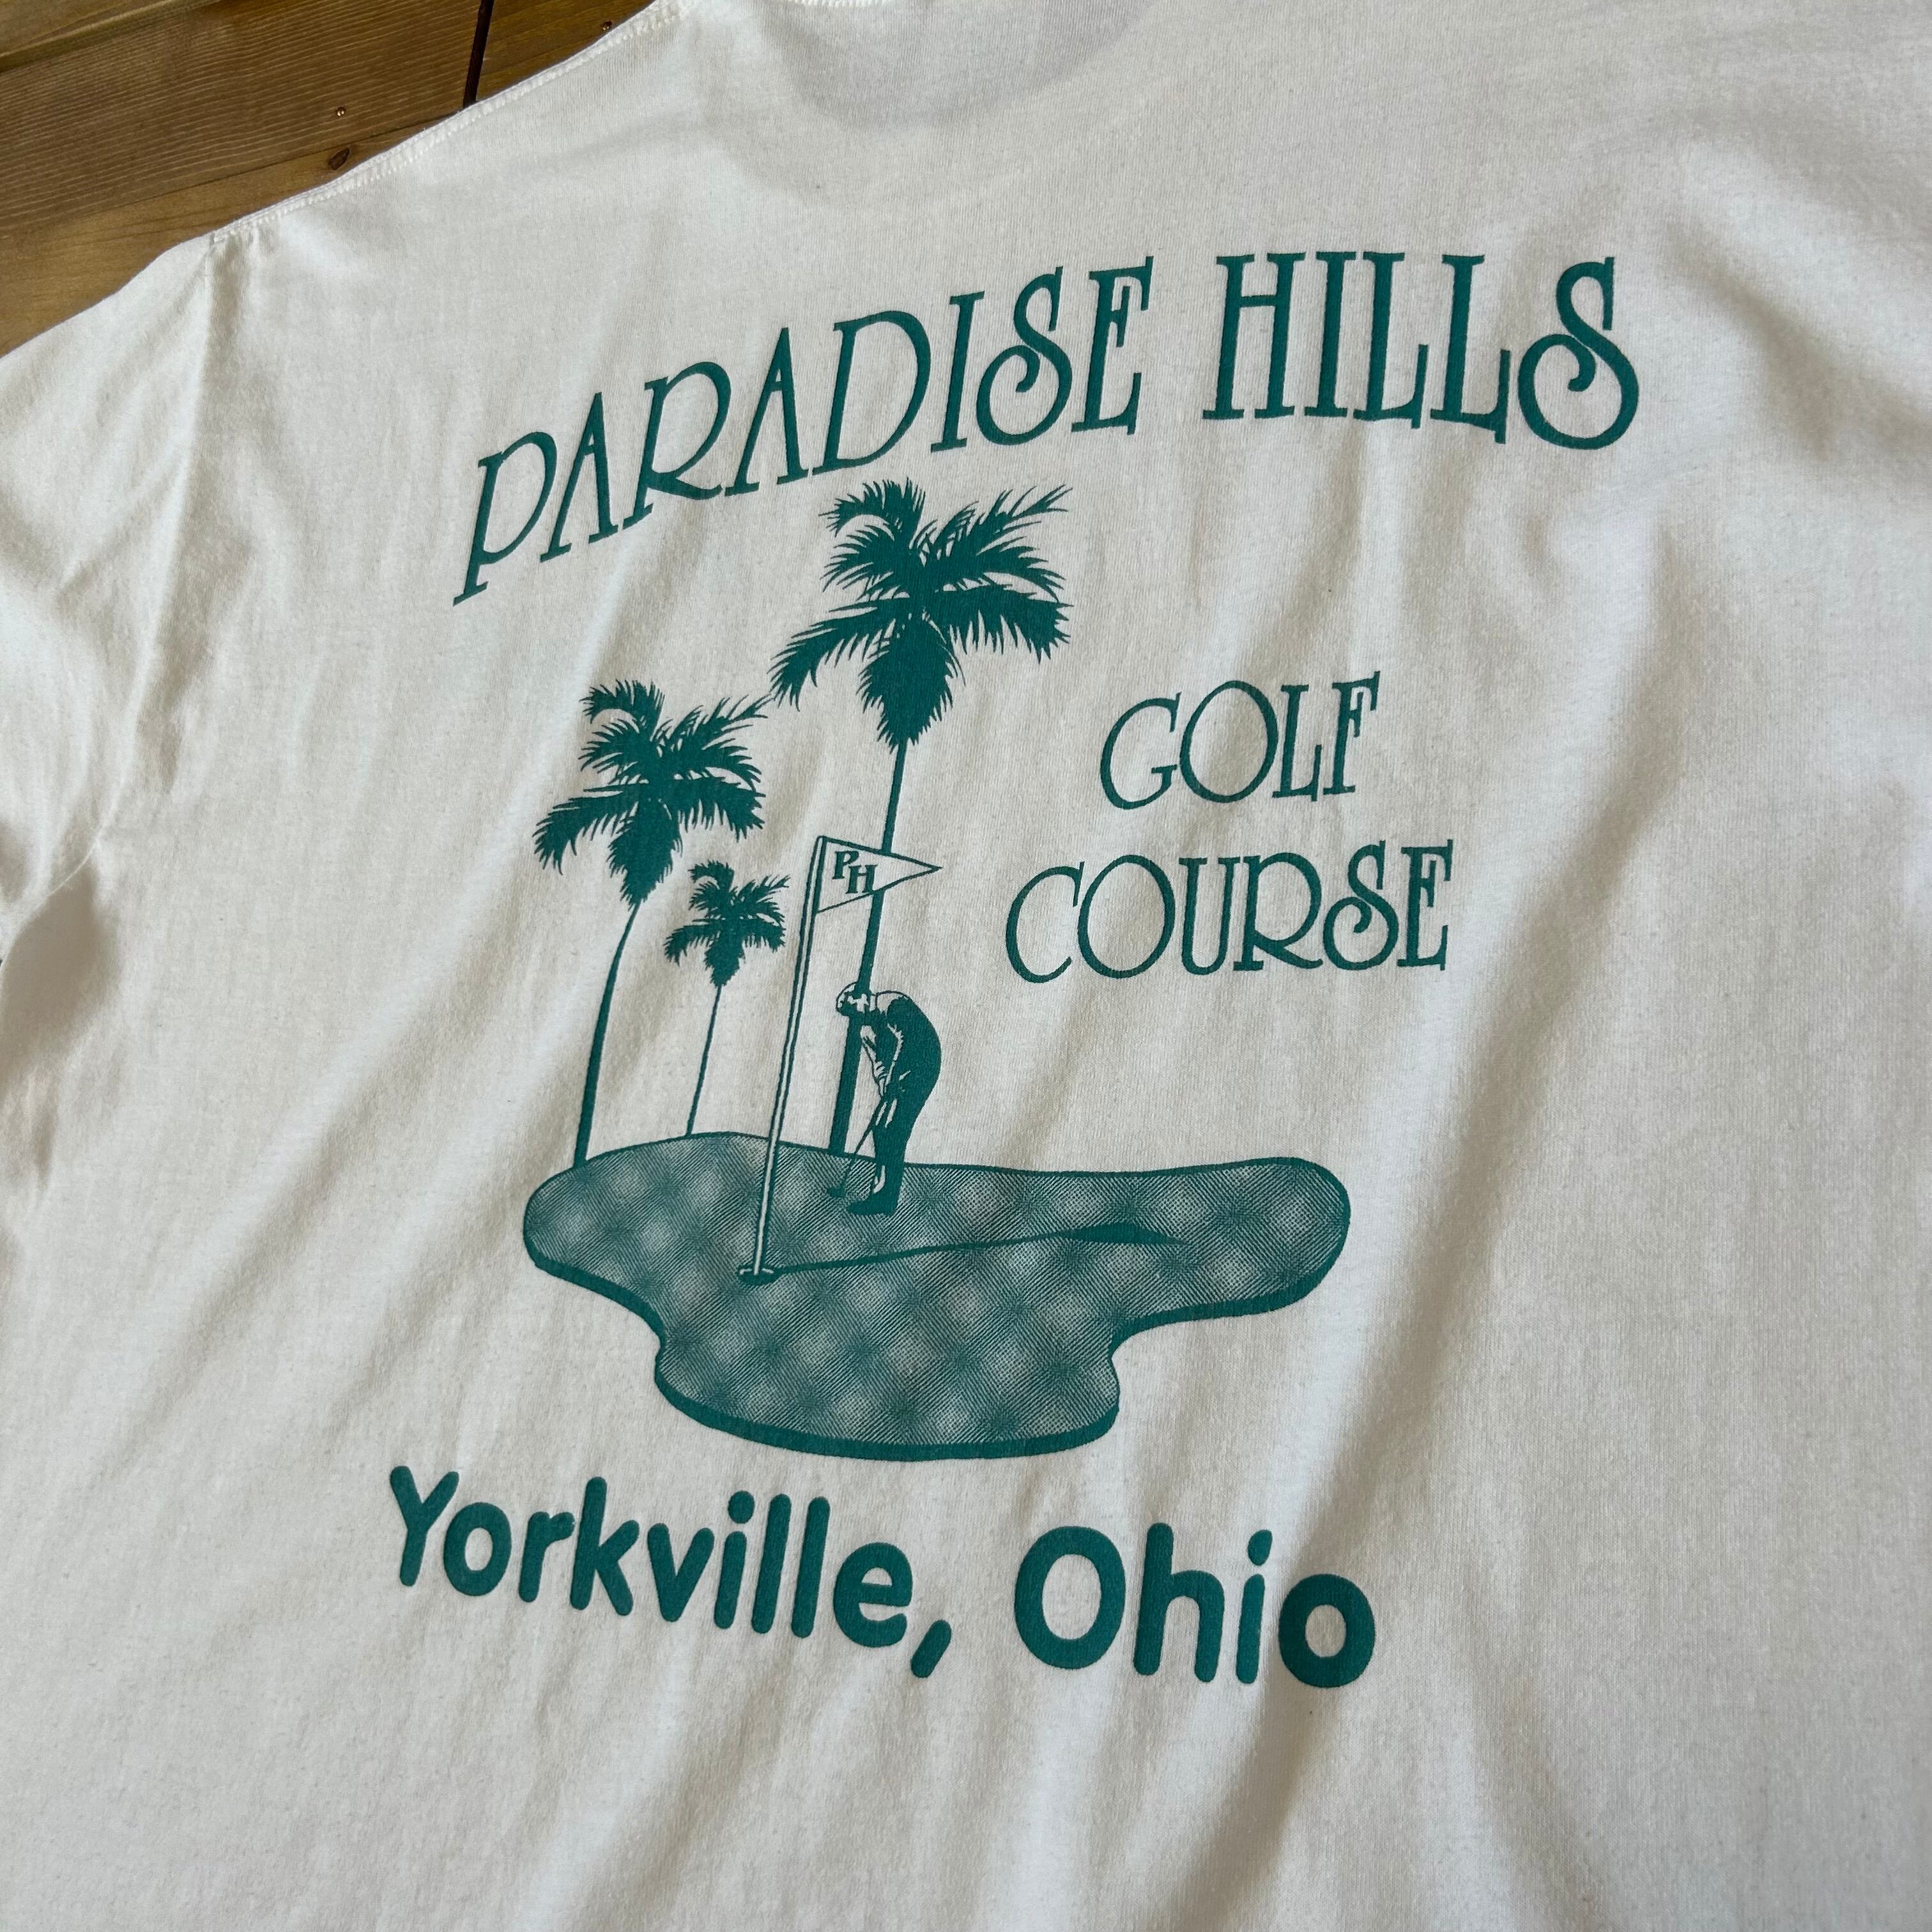 PARADISE HILLS
GOLF
COURSE
PH
Yorkville, Ohio